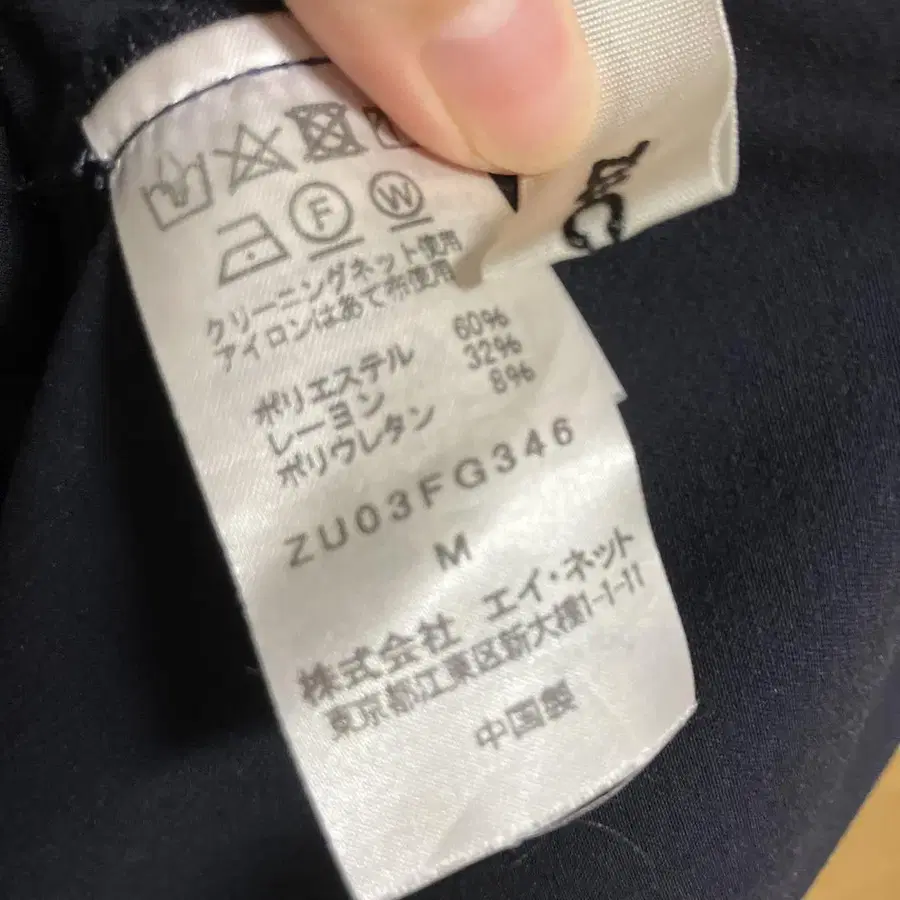 F
W
クリーニングネット使用
アイロンはあて布使用
ポリエステル 60%
レーヨン 32%
ポリウレタン 8%
ZU03FG346
M
株式会社 エイ・ネット
東京都江東区新大橋1-1-11
中国製